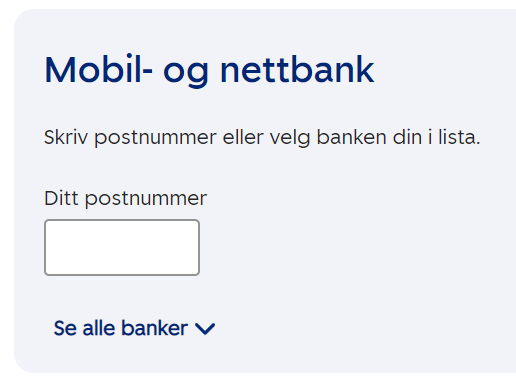 Mobil- og nettbank
Skriv postnummer eller velg banken din i lista.
Ditt postnummer
Se alle banker